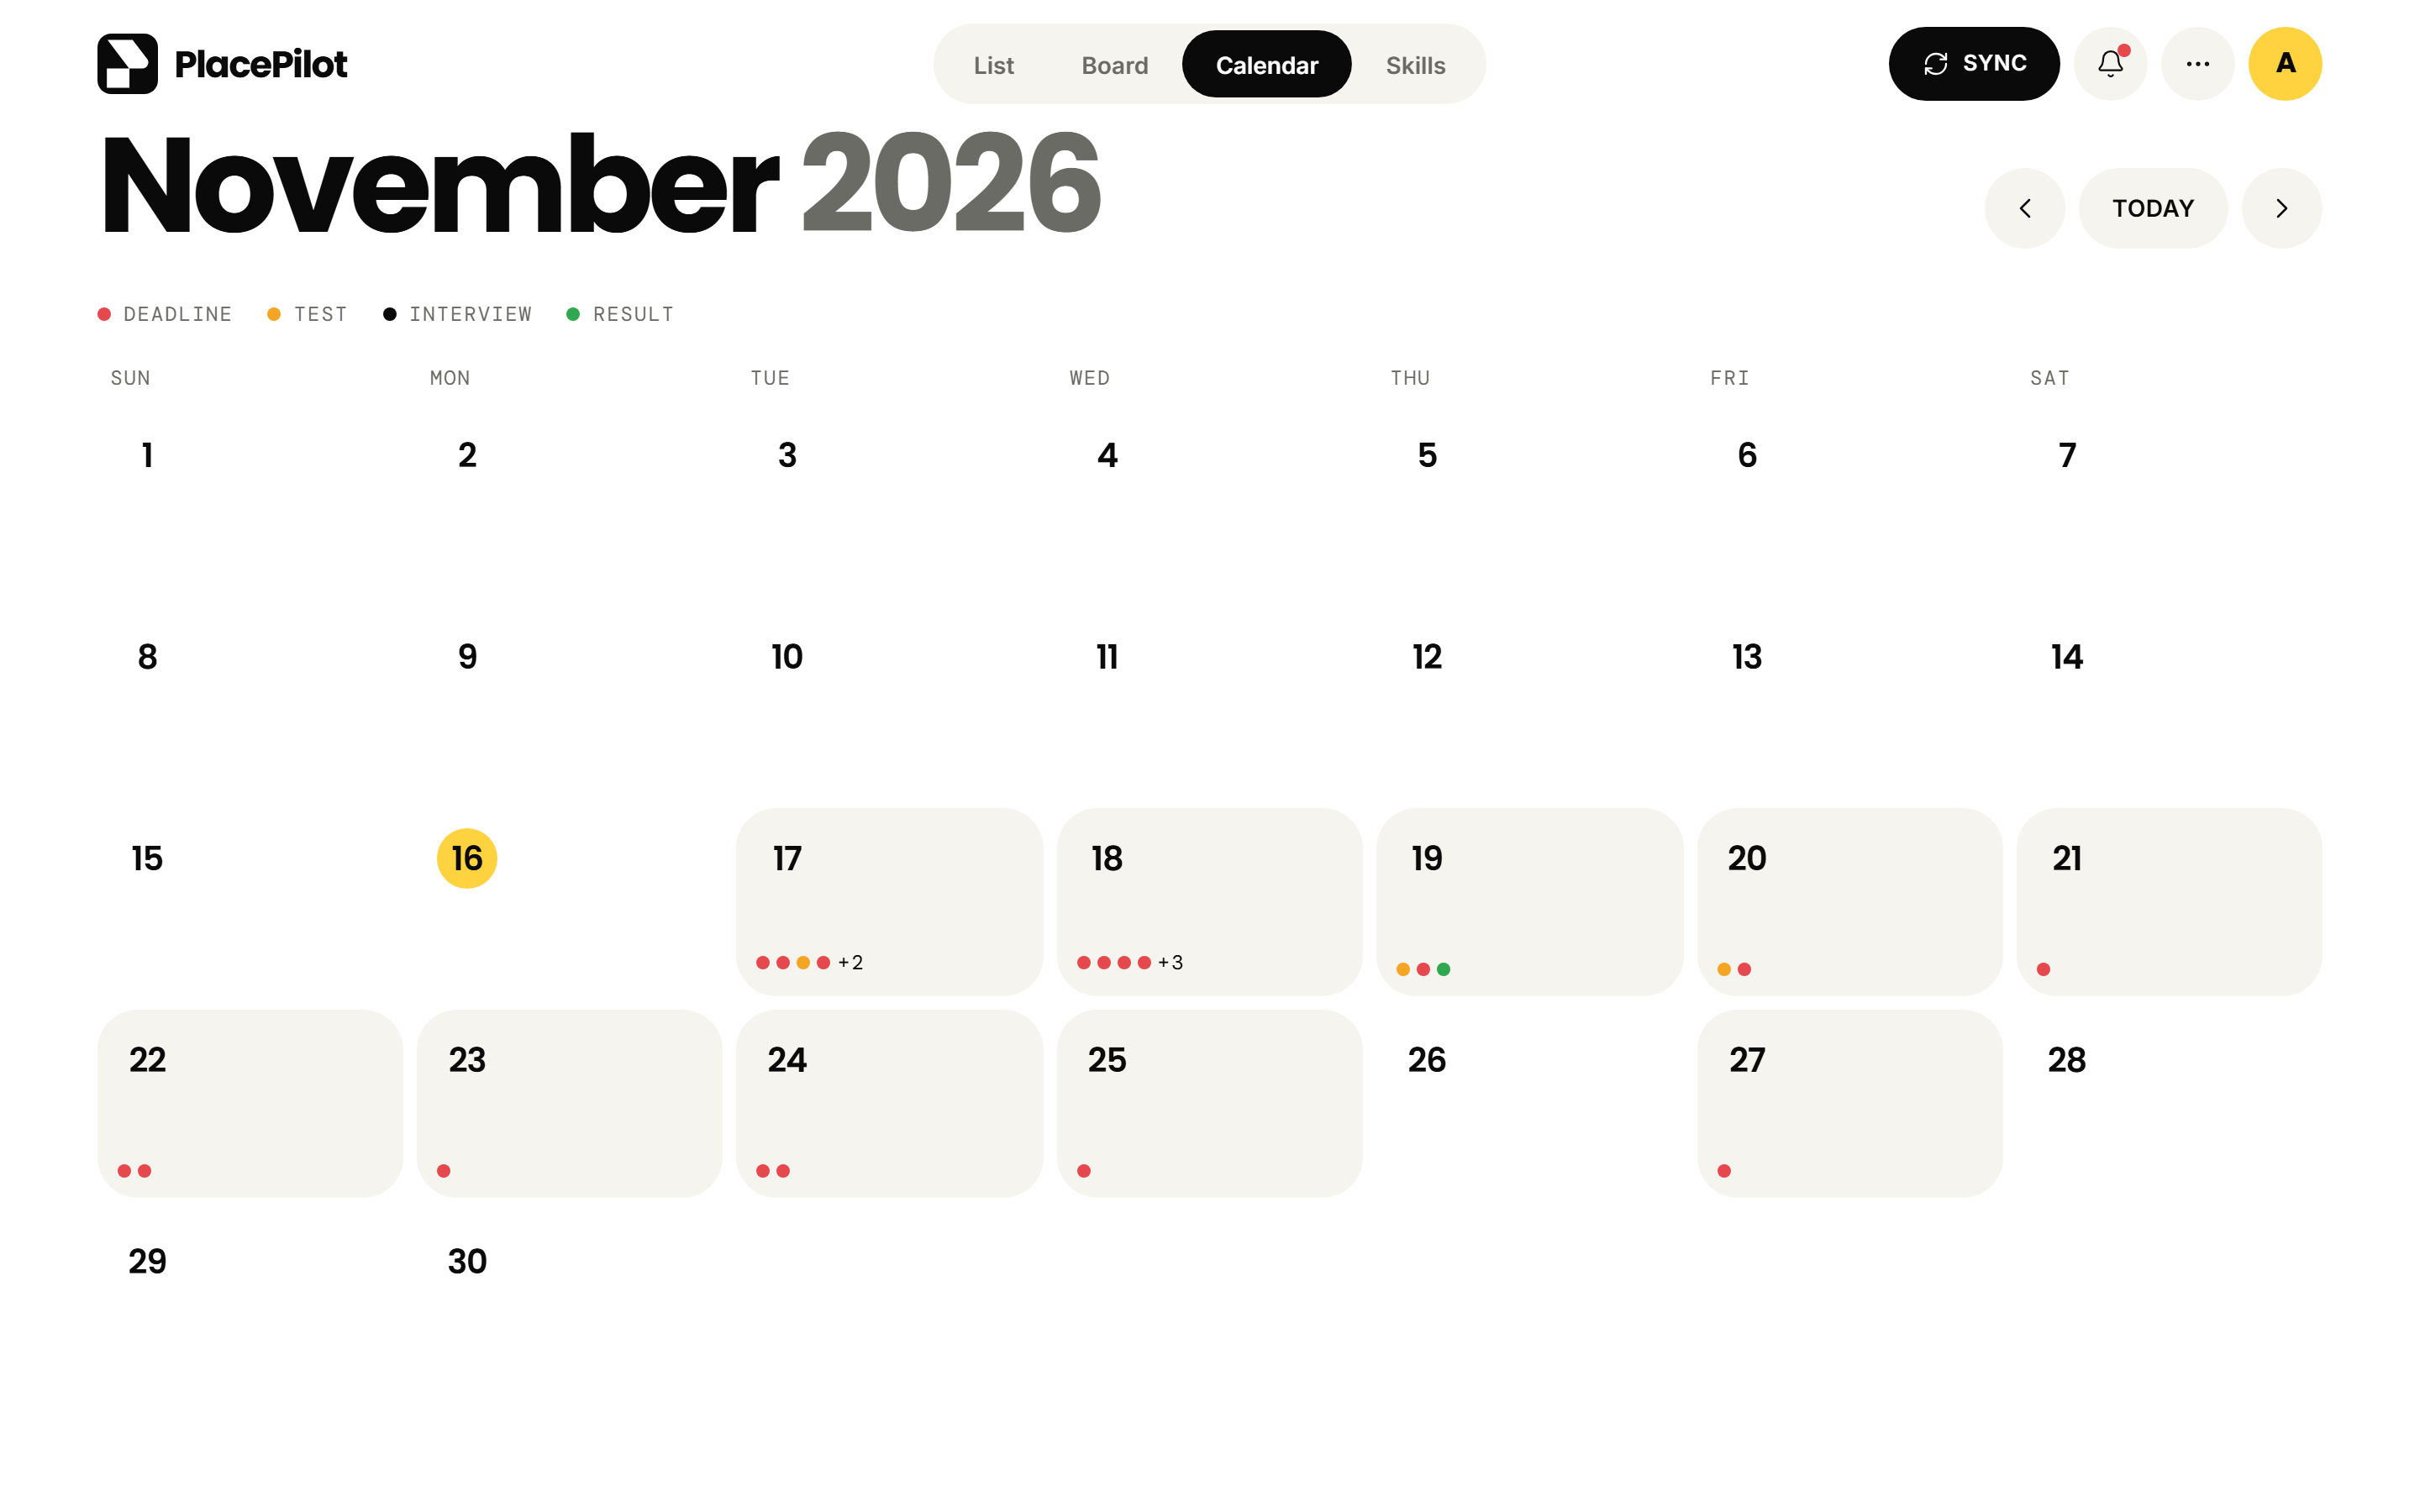 PlacePilot
List Board Calendar Skills
SYNC
A
November 2026
TODAY
DEADLINE TEST INTERVIEW RESULT
SUN MON TUE WED THU FRI SAT
1 2 3 4 5 6 7
8 9 10 11 12 13 14
15 16 17 18 19 20 21
+2 +3
22 23 24 25 26 27 28
29 30